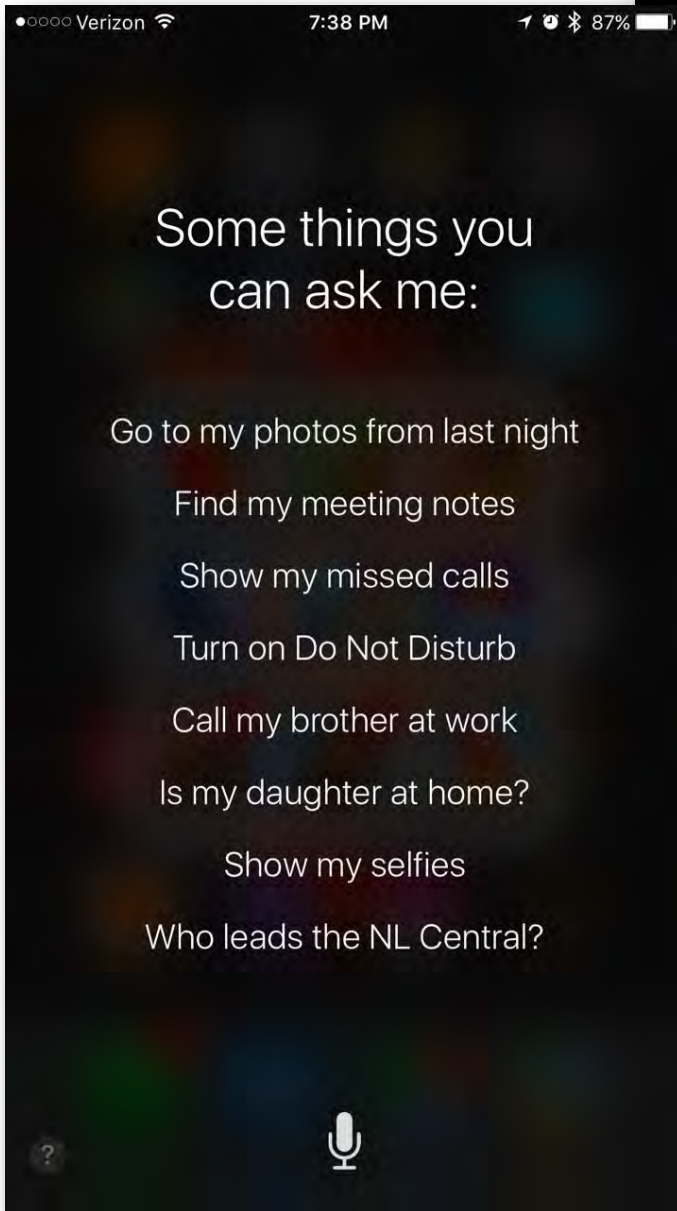 Verizon 7:38 PM 87%
Some things you
can ask me:
Go to my photos from last night
Find my meeting notes
Show my missed calls
Turn on Do Not Disturb
Call my brother at work
Is my daughter at home?
Show my selfies
Who leads the NL Central?
?